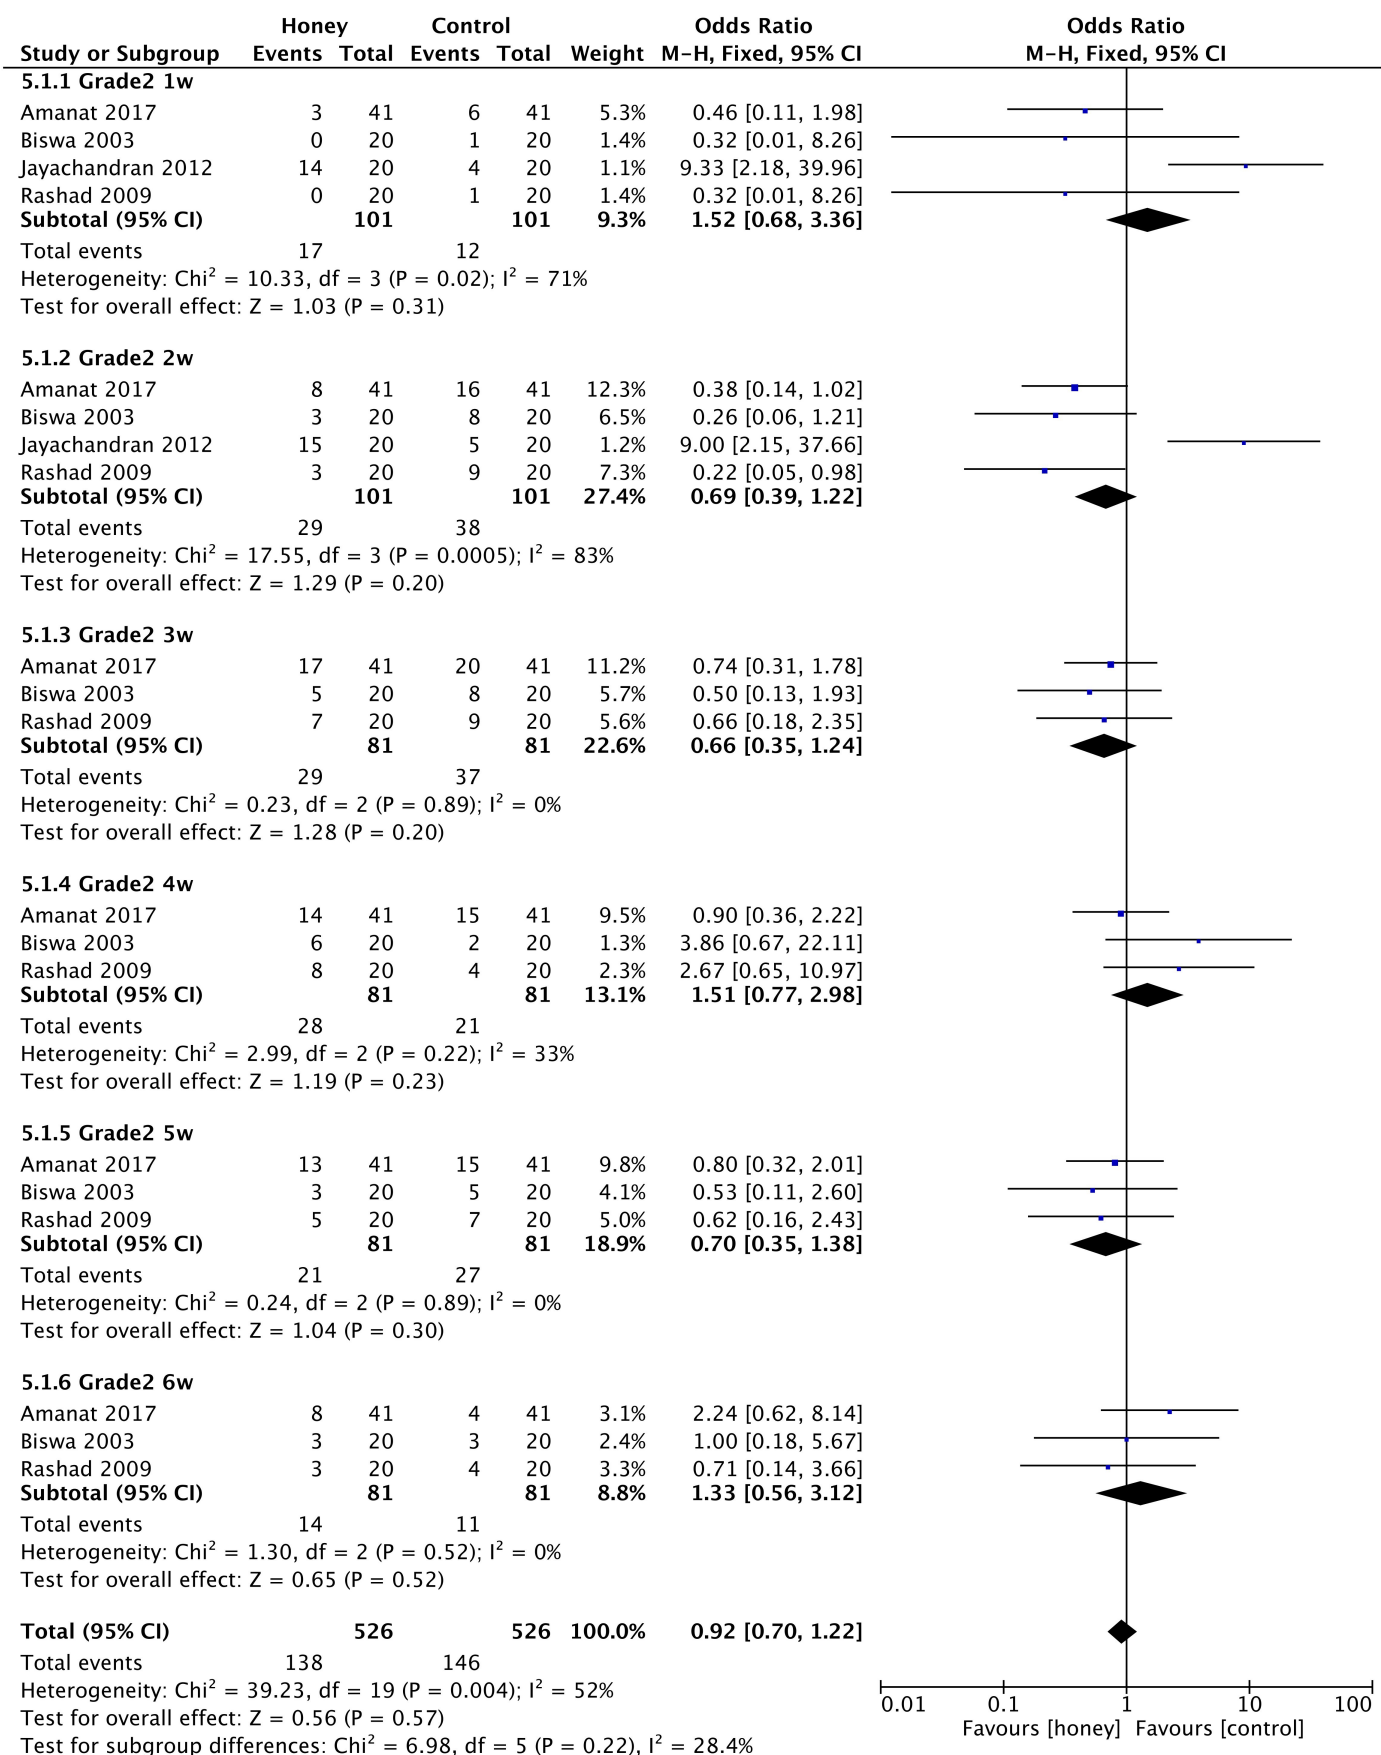 Honey Control Odds Ratio Odds Ratio
Study or Subgroup Events Total Events Total Weight M-H, Fixed, 95% CI M-H, Fixed, 95% CI
5.1.1 Grade2 1w
Amanat 2017 3 41 6 41 5.3% 0.46 [0.11, 1.98]
Biswa 2003 0 20 1 20 1.4% 0.32 [0.01, 8.26]
Jayachandran 2012 14 20 4 20 1.1% 9.33 [2.18, 39.96]
Rashad 2009 0 20 1 20 1.4% 0.32 [0.01, 8.26]
Subtotal (95% CI) 101 101 9.3% 1.52 [0.68, 3.36]
Total events 17 12
Heterogeneity: Chi² = 10.33, df = 3 (P = 0.02); I² = 71%
Test for overall effect: Z = 1.03 (P = 0.31)
5.1.2 Grade2 2w
Amanat 2017 8 41 16 41 12.3% 0.38 [0.14, 1.02]
Biswa 2003 3 20 8 20 6.5% 0.26 [0.06, 1.21]
Jayachandran 2012 15 20 5 20 1.2% 9.00 [2.15, 37.66]
Rashad 2009 3 20 9 20 7.3% 0.22 [0.05, 0.98]
Subtotal (95% CI) 101 101 27.4% 0.69 [0.39, 1.22]
Total events 29 38
Heterogeneity: Chi² = 17.55, df = 3 (P = 0.0005); I² = 83%
Test for overall effect: Z = 1.29 (P = 0.20)
5.1.3 Grade2 3w
Amanat 2017 17 41 20 41 11.2% 0.74 [0.31, 1.78]
Biswa 2003 5 20 8 20 5.7% 0.50 [0.13, 1.93]
Rashad 2009 7 20 9 20 5.6% 0.66 [0.18, 2.35]
Subtotal (95% CI) 81 81 22.6% 0.66 [0.35, 1.24]
Total events 29 37
Heterogeneity: Chi² = 0.23, df = 2 (P = 0.89); I² = 0%
Test for overall effect: Z = 1.28 (P = 0.20)
5.1.4 Grade2 4w
Amanat 2017 14 41 15 41 9.5% 0.90 [0.36, 2.22]
Biswa 2003 6 20 2 20 1.3% 3.86 [0.67, 22.11]
Rashad 2009 8 20 4 20 2.3% 2.67 [0.65, 10.97]
Subtotal (95% CI) 81 81 13.1% 1.51 [0.77, 2.98]
Total events 28 21
Heterogeneity: Chi² = 2.99, df = 2 (P = 0.22); I² = 33%
Test for overall effect: Z = 1.19 (P = 0.23)
5.1.5 Grade2 5w
Amanat 2017 13 41 15 41 9.8% 0.80 [0.32, 2.01]
Biswa 2003 3 20 5 20 4.1% 0.53 [0.11, 2.60]
Rashad 2009 5 20 7 20 5.0% 0.62 [0.16, 2.43]
Subtotal (95% CI) 81 81 18.9% 0.70 [0.35, 1.38]
Total events 21 27
Heterogeneity: Chi² = 0.24, df = 2 (P = 0.89); I² = 0%
Test for overall effect: Z = 1.04 (P = 0.30)
5.1.6 Grade2 6w
Amanat 2017 8 41 4 41 3.1% 2.24 [0.62, 8.14]
Biswa 2003 3 20 3 20 2.4% 1.00 [0.18, 5.67]
Rashad 2009 3 20 4 20 3.3% 0.71 [0.14, 3.66]
Subtotal (95% CI) 81 81 8.8% 1.33 [0.56, 3.12]
Total events 14 11
Heterogeneity: Chi² = 1.30, df = 2 (P = 0.52); I² = 0%
Test for overall effect: Z = 0.65 (P = 0.52)
Total (95% CI) 526 526 100.0% 0.92 [0.70, 1.22]
Total events 138 146
Heterogeneity: Chi² = 39.23, df = 19 (P = 0.004); I² = 52%
Test for overall effect: Z = 0.56 (P = 0.57)
Test for subgroup differences: Chi² = 6.98, df = 5 (P = 0.22), I² = 28.4%
0.01 0.1 1 10 100
Favours [honey] Favours [control]